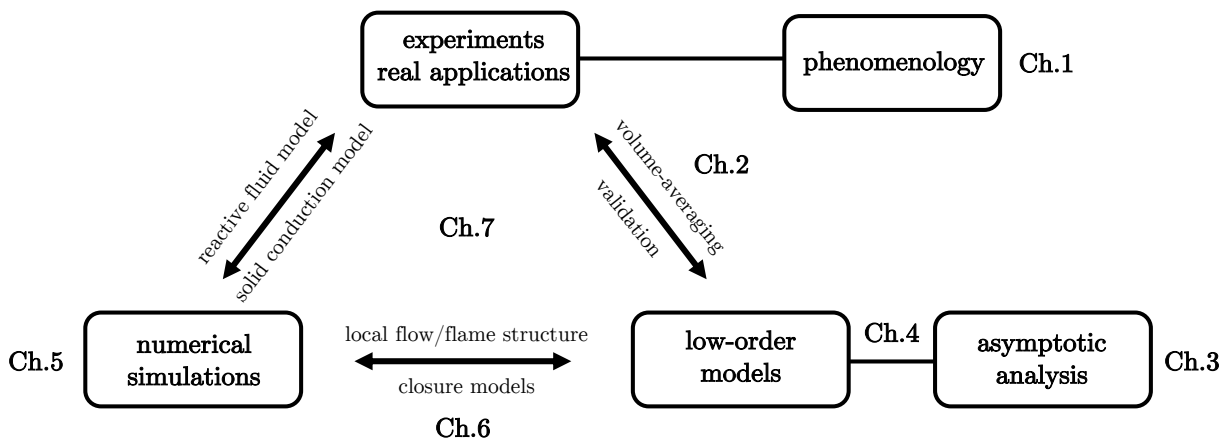 experiments
real applications
phenomenology
Ch.1
reactive fluid model
solid conduction model
volume-averaging
validation
Ch.2
Ch.7
Ch.5
numerical
simulations
local flow/flame structure
closure models
Ch.6
low-order
models
Ch.4
asymptotic
analysis
Ch.3